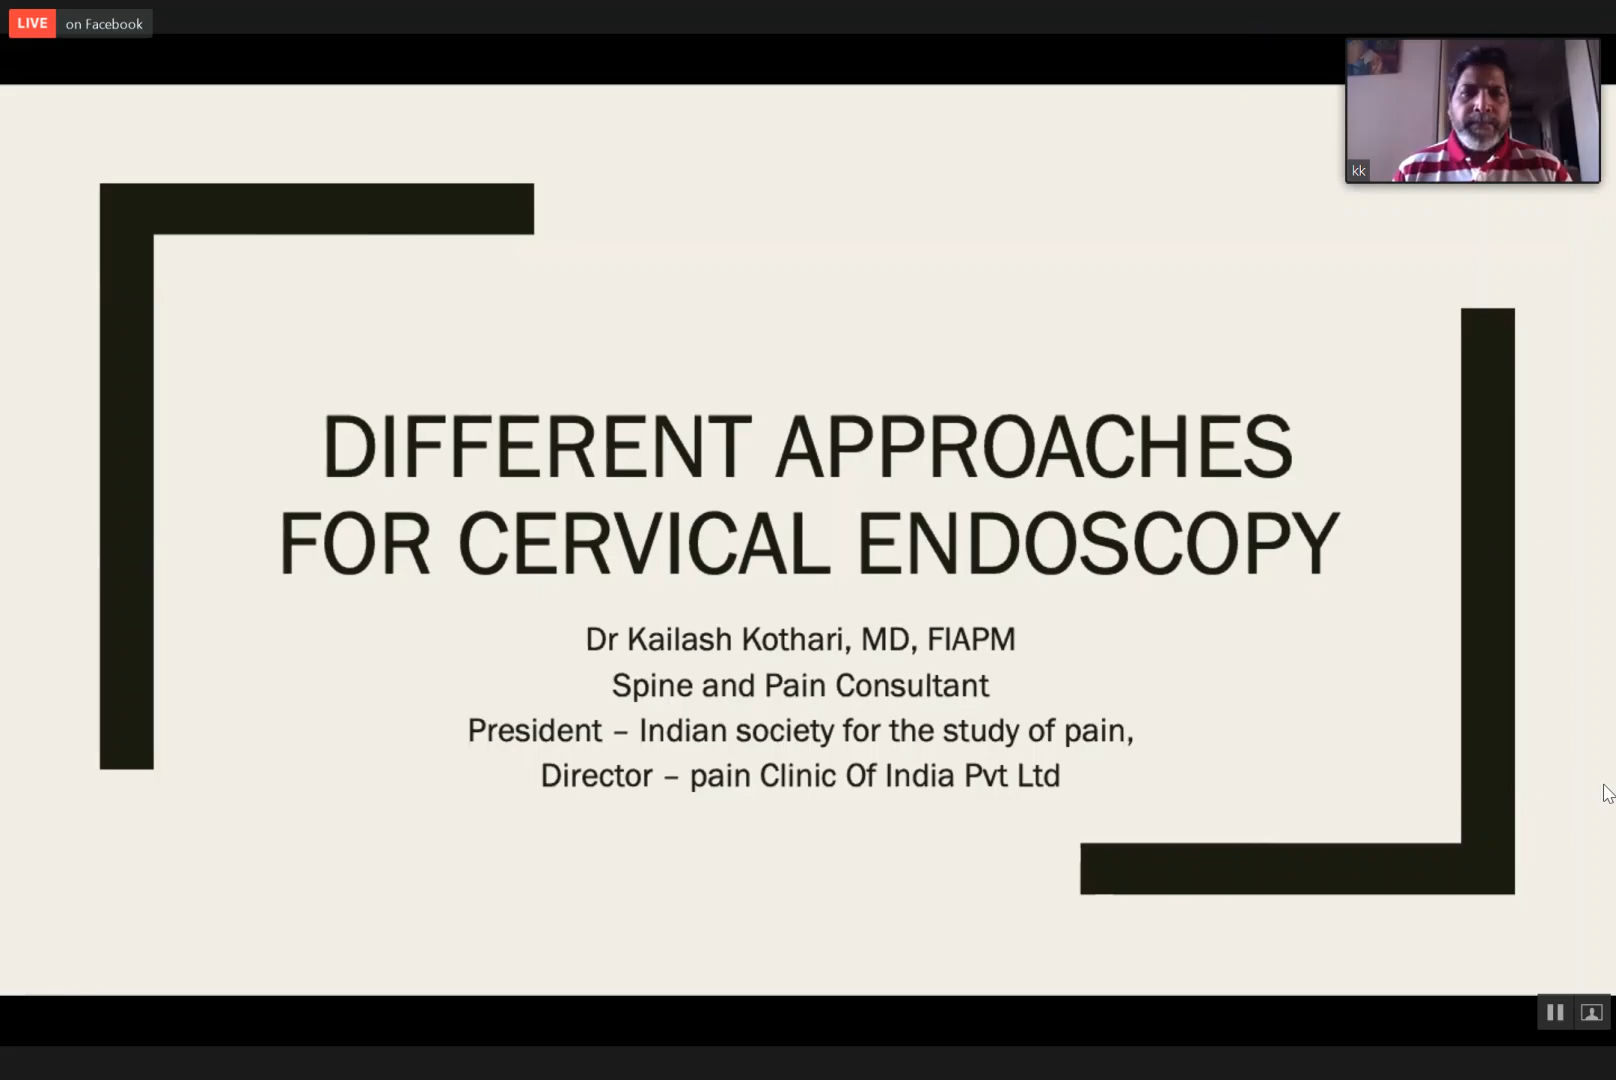 LIVE on Facebook
kk
DIFFERENT APPROACHES
FOR CERVICAL ENDOSCOPY
Dr Kailash Kothari, MD, FIAPM
Spine and Pain Consultant
President – Indian society for the study of pain,
Director – pain Clinic Of India Pvt Ltd